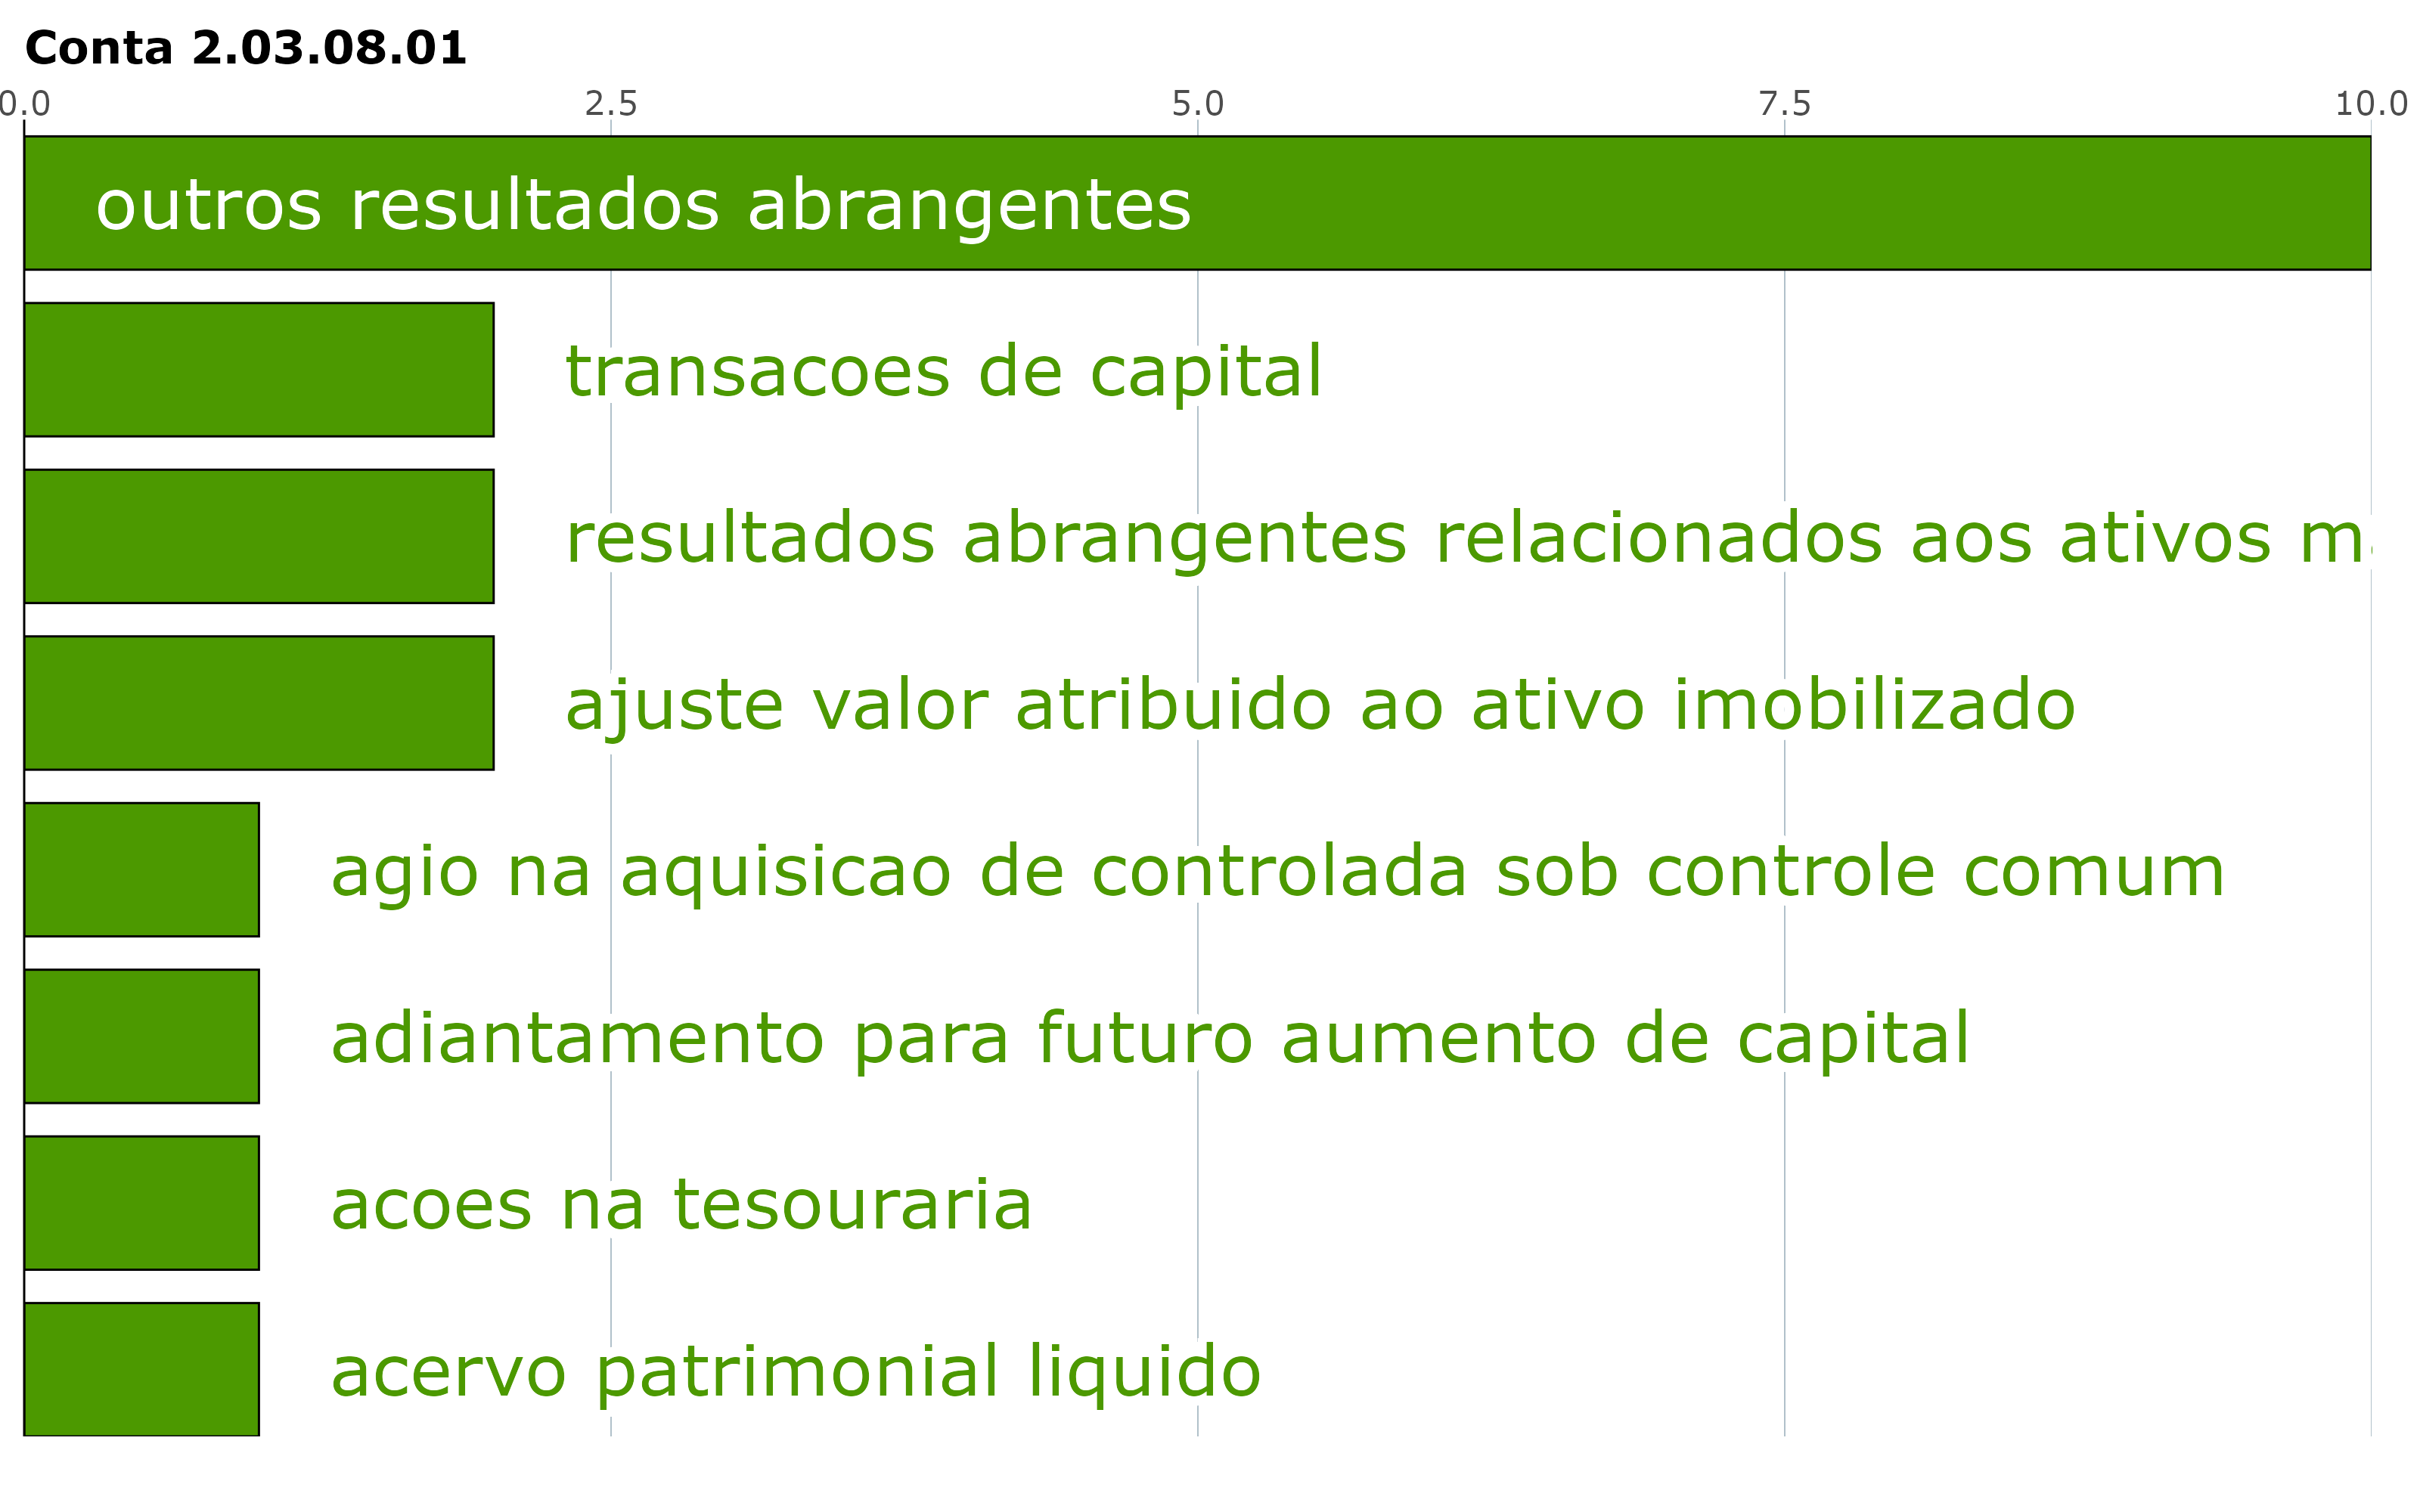 Conta 2.03.08.01
0.0 2.5 5.0 7.5 10.0
outros resultados abrangentes
transacoes de capital
resultados abrangentes relacionados aos ativos
ajuste valor atribuido ao ativo imobilizado
agio na aquisicao de controlada sob controle comum
adiantamento para futuro aumento de capital
acoes na tesouraria
acervo patrimonial liquido